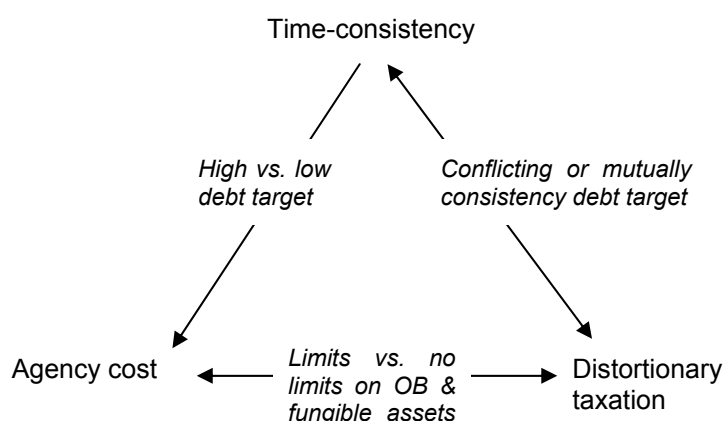 Time-consistency
High vs. low
debt target
Conflicting or mutually
consistency debt target
Agency cost
Limits vs. no
limits on OB &
fungible assets
Distortionary
taxation